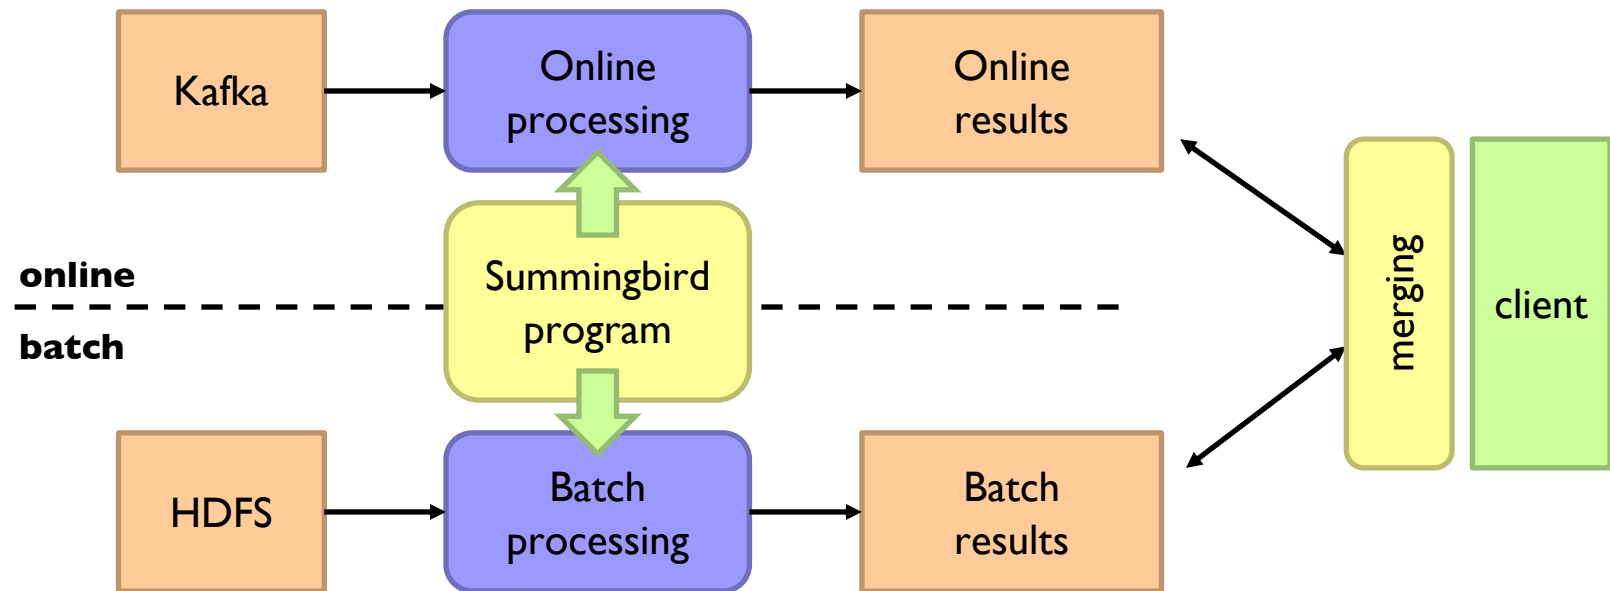 Kafka
Online
processing
Online
results
online
batch
Summingbird
program
merging
client
HDFS
Batch
processing
Batch
results